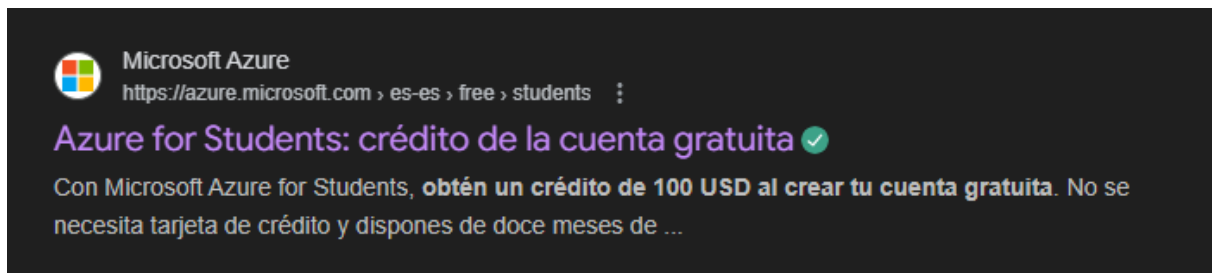 Microsoft Azure
https://azure.microsoft.com › es-es › free › students
Azure for Students: crédito de la cuenta gratuita
Con Microsoft Azure for Students, obtén un crédito de 100 USD al crear tu cuenta gratuita. No se
necesita tarjeta de crédito y dispones de doce meses de ...